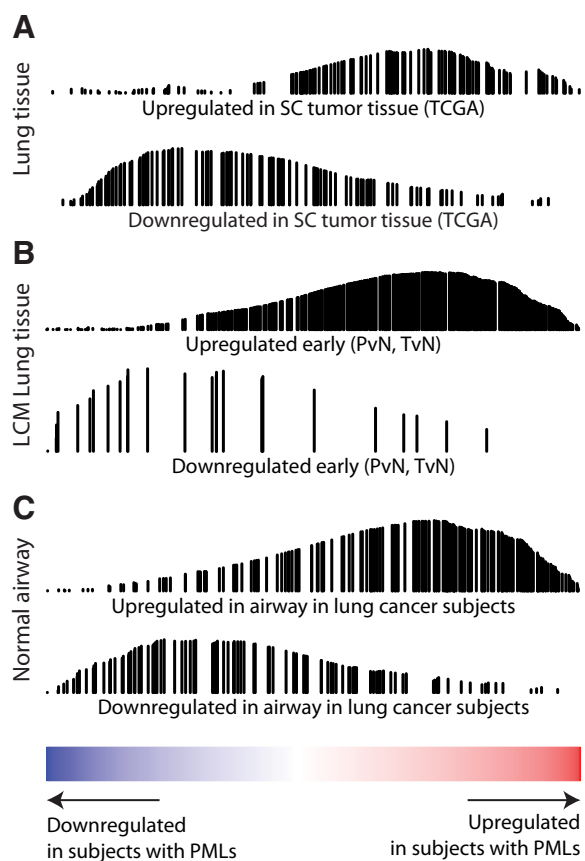 A
Lung tissue
Upregulated in SC tumor tissue (TCGA)
Downregulated in SC tumor tissue (TCGA)
B
LCM Lung tissue
Upregulated early (PvN, TvN)
Downregulated early (PvN, TvN)
C
Normal airway
Upregulated in airway in lung cancer subjects
Downregulated in airway in lung cancer subjects
Downregulated
in subjects with PMLs
Upregulated
in subjects with PMLs